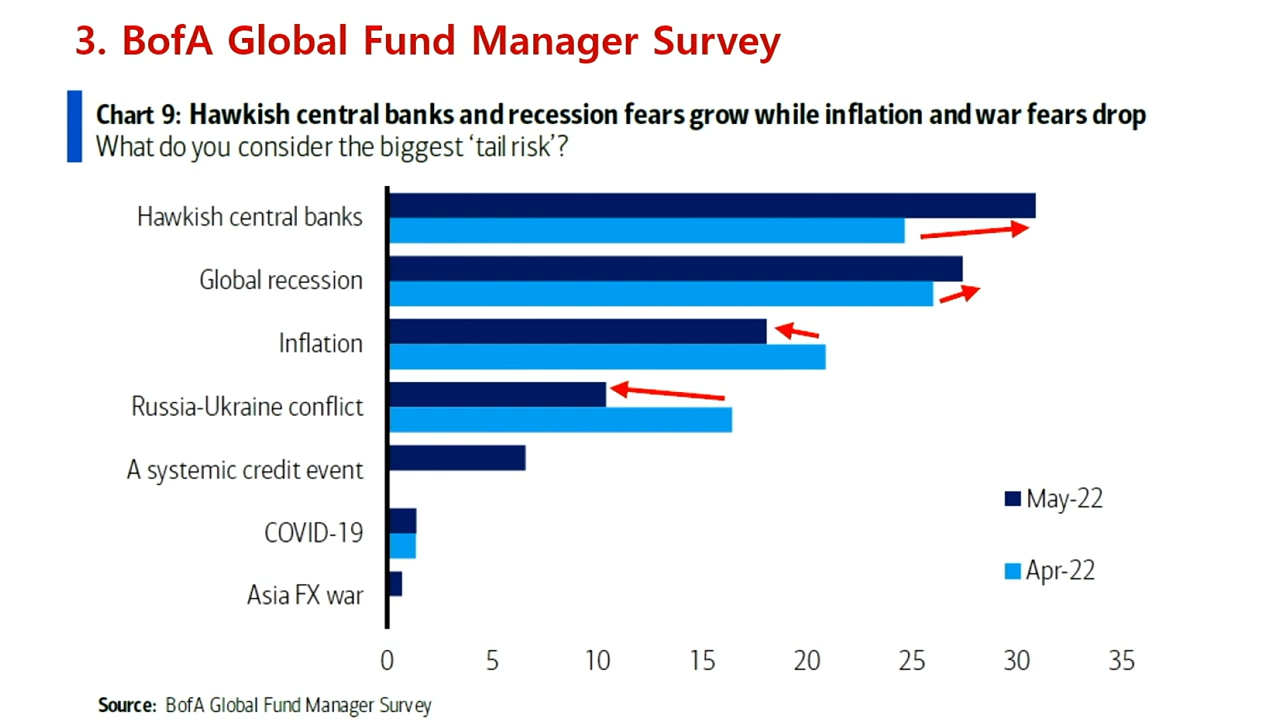 3. BofA Global Fund Manager Survey
Chart 9: Hawkish central banks and recession fears grow while inflation and war fears drop
What do you consider the biggest ‘tail risk’?
Hawkish central banks
Global recession
Inflation
Russia-Ukraine conflict
A systemic credit event
COVID-19
Asia FX war
May-22
Apr-22
0 5 10 15 20 25 30 35
Source: BofA Global Fund Manager Survey